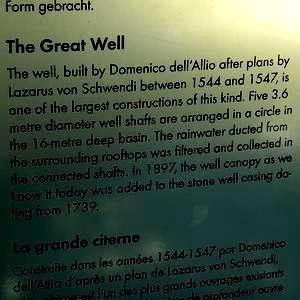 Form gebracht.
The Great Well
The well, built by Domenico dell'Allio after plans by
Lazarus von Schwendi between 1544 and 1547, is
one of the largest constructions of this kind. Five 3.6
metre diameter well shafts are arranged in a circle in
the 16-metre deep basin. The rainwater ducted from
the surrounding rooftops was filtered and collected in
the connected shafts. In 1897, the well canopy as we
know it today was added to the stone well casing da-
ting from 1739.
La grande citerne
Construite dans les années 1544-1547 par Domenico
dell'Allio d'après un plan de Lazarus von Schwendi,
citerne est l'un des plus grands ouvrages existants
de profondeur ouvre